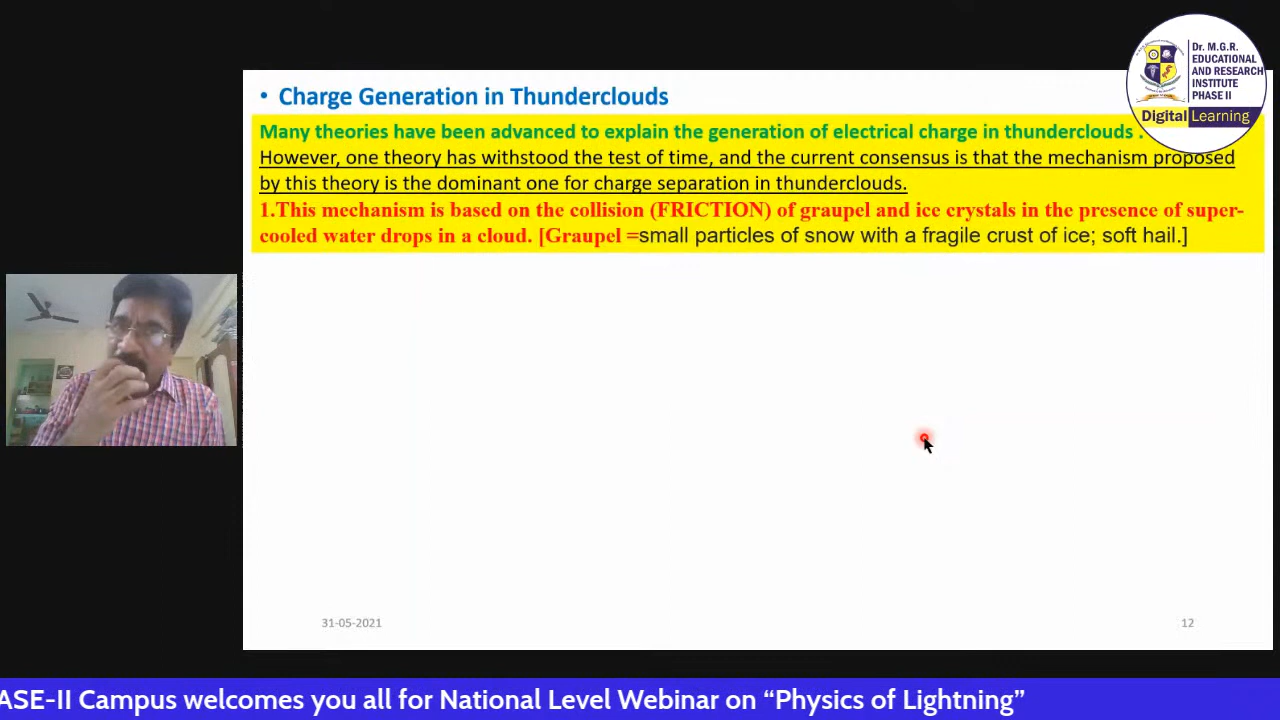 Dr. M.G.R.
EDUCATIONAL
AND RESEARCH
INSTITUTE
PHASE II
Digital Learning
• Charge Generation in Thunderclouds
Many theories have been advanced to explain the generation of electrical charge in thunderclouds .
However, one theory has withstood the test of time, and the current consensus is that the mechanism proposed
by this theory is the dominant one for charge separation in thunderclouds.
1.This mechanism is based on the collision (FRICTION) of graupel and ice crystals in the presence of super-
cooled water drops in a cloud. [Graupel =small particles of snow with a fragile crust of ice; soft hail.]
31-05-2021
12
ASE-II Campus welcomes you all for National Level Webinar on “Physics of Lightning”